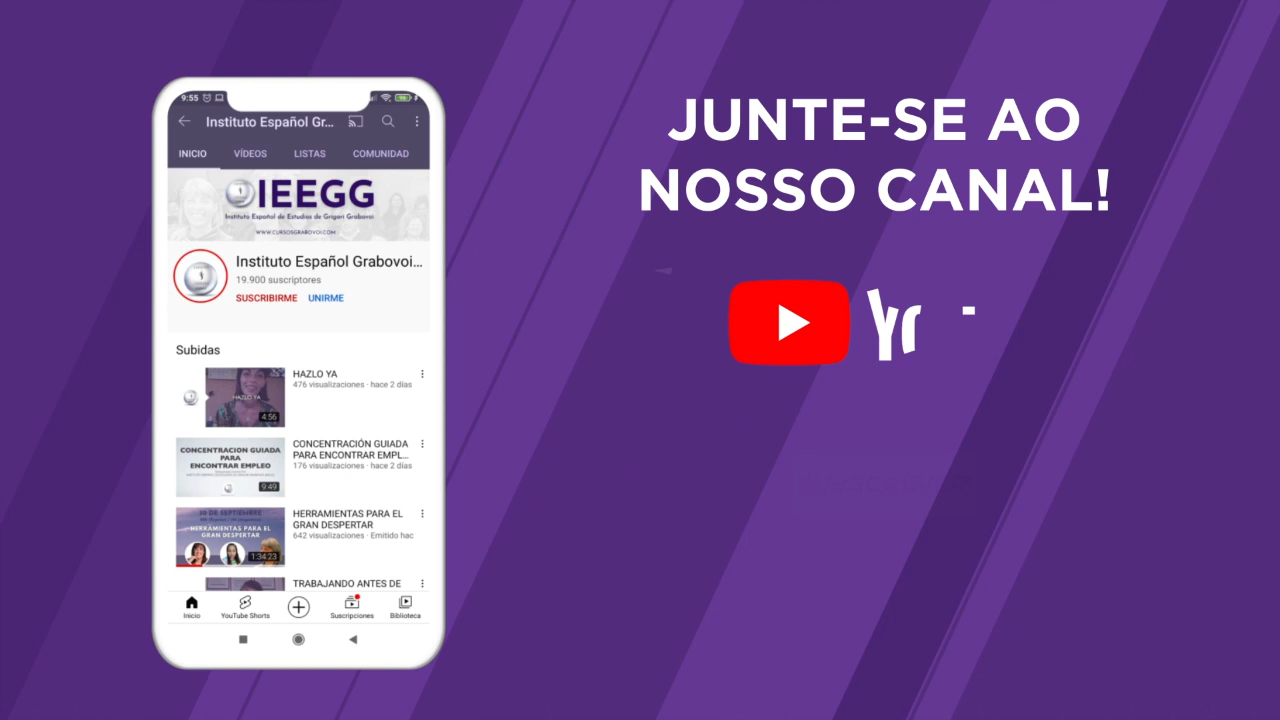 JUNTE-SE AO
NOSSO CANAL!
9:55
Instituto Español Gr...
INICIO VÍDEOS LISTAS COMUNIDAD
IEEGG
Instituto Español de Estudios de Grigori Grabovoi
WWW.CURSOSGRABOVOI.COM
Instituto Español Grabovoi...
19.900 suscriptores
SUSCRIBIRME UNIRME
Subidas
HAZLO YA
476 visualizaciones · hace 2 días
HAZLO YA
4:56
CONCENTRACIÓN GUIADA
PARA ENCONTRAR EMPL...
176 visualizaciones · hace 2 días
CONCENTRACION GUIADA
PARA
ENCONTRAR EMPLEO
9:49
HERRAMIENTAS PARA EL
GRAN DESPERTAR
642 visualizaciones · Emitido hac
10 DE SEPTIEMBRE
HERRAMIENTAS PARA EL
GRAN DESPERTAR
1:34:23
TRABAJANDO ANTES DE
Inicio YouTube Shorts Suscripciones Biblioteca